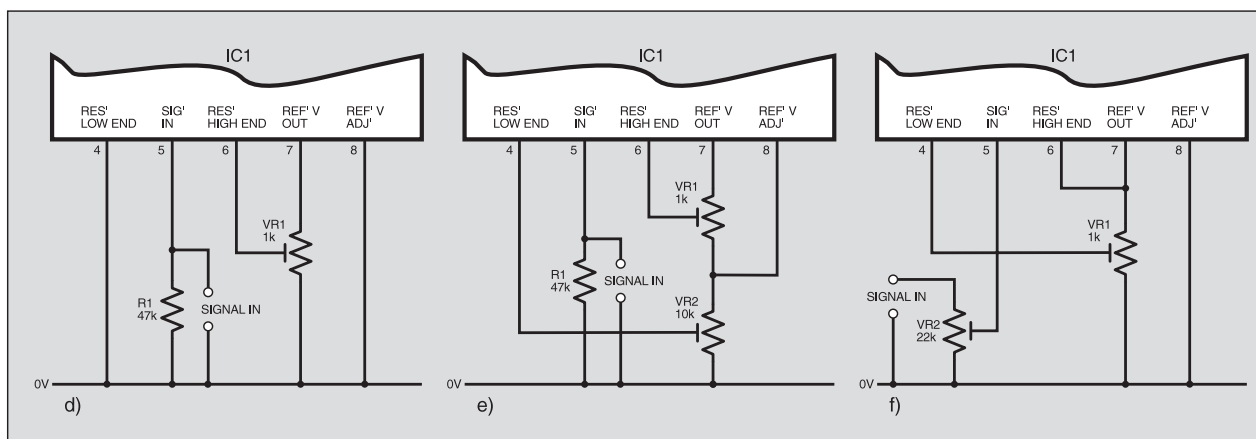 IC1
RES' LOW END
SIG' IN
RES' HIGH END
REF' V OUT
REF' V ADJ'
4
5
6
7
8
VR1
1k
R1
47k
SIGNAL IN
0V
d)
IC1
RES' LOW END
SIG' IN
RES' HIGH END
REF' V OUT
REF' V ADJ'
4
5
6
7
8
VR1
1k
R1
47k
SIGNAL IN
VR2
10k
0V
e)
IC1
RES' LOW END
SIG' IN
RES' HIGH END
REF' V OUT
REF' V ADJ'
4
5
6
7
8
VR1
1k
SIGNAL IN
VR2
22k
0V
f)